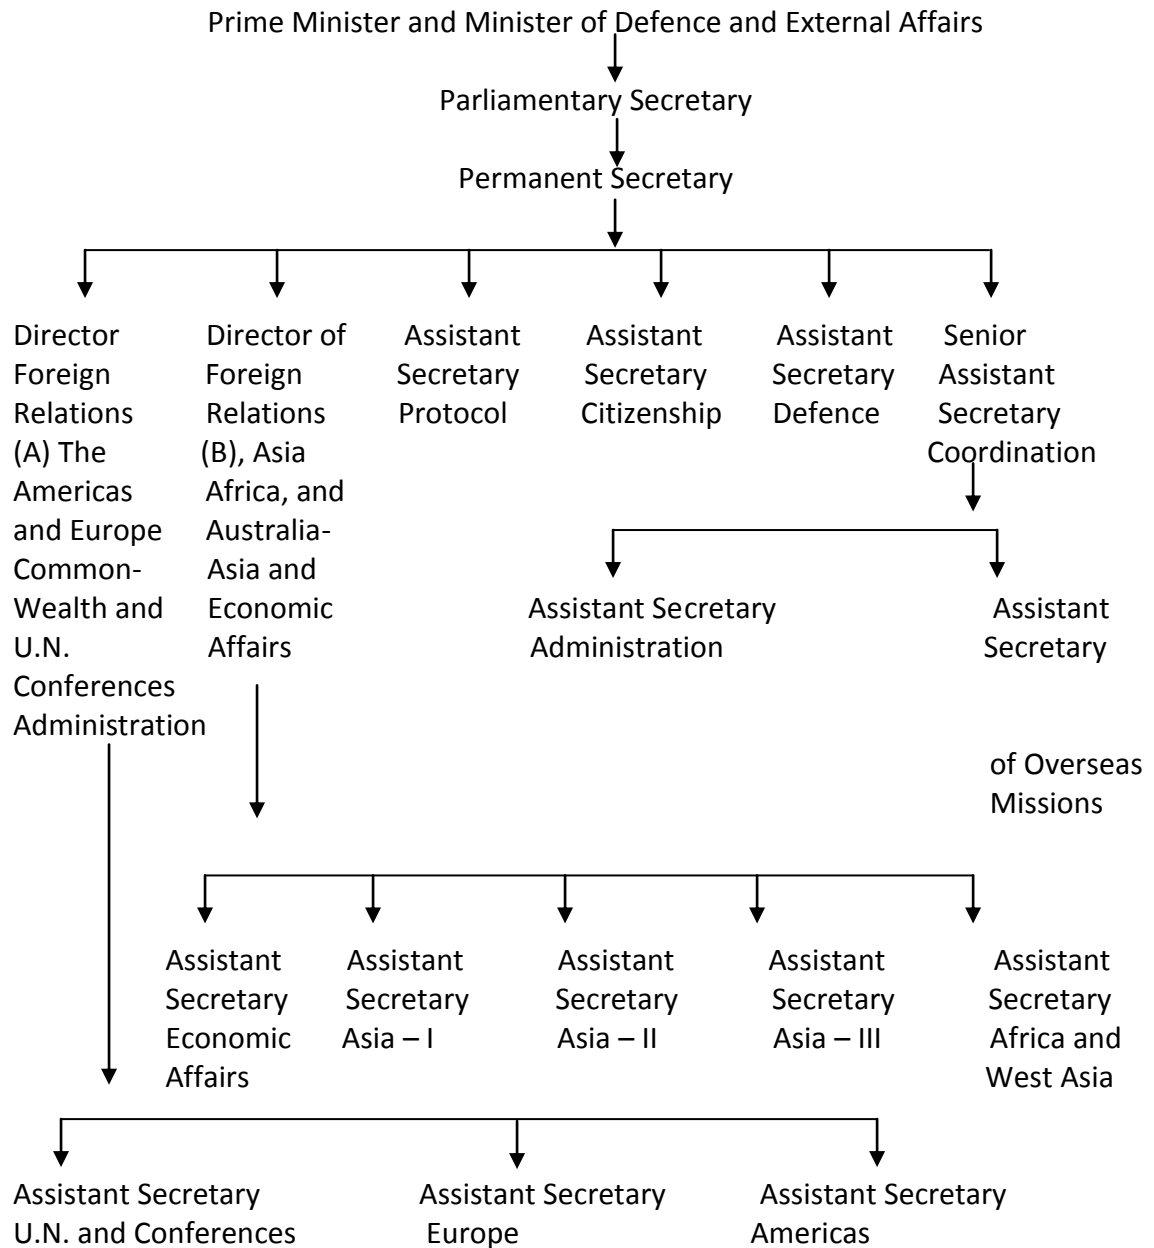 Prime Minister and Minister of Defence and External Affairs
Parliamentary Secretary
Permanent Secretary
Director
Foreign
Relations
(A) The
Americas
and Europe
Common-
Wealth and
U.N.
Conferences
Administration
Director of
Foreign
Relations
(B), Asia
Africa, and
Australia-
Asia and
Economic
Affairs
Assistant
Secretary
Protocol
Assistant
Secretary
Citizenship
Assistant
Secretary
Defence
Senior
Assistant
Secretary
Coordination
Assistant Secretary
Administration
Assistant
Secretary
of Overseas
Missions
Assistant
Secretary
Economic
Affairs
Assistant
Secretary
Asia – I
Assistant
Secretary
Asia – II
Assistant
Secretary
Asia – III
Assistant
Secretary
Africa and
West Asia
Assistant Secretary
U.N. and Conferences
Assistant Secretary
Europe
Assistant Secretary
Americas